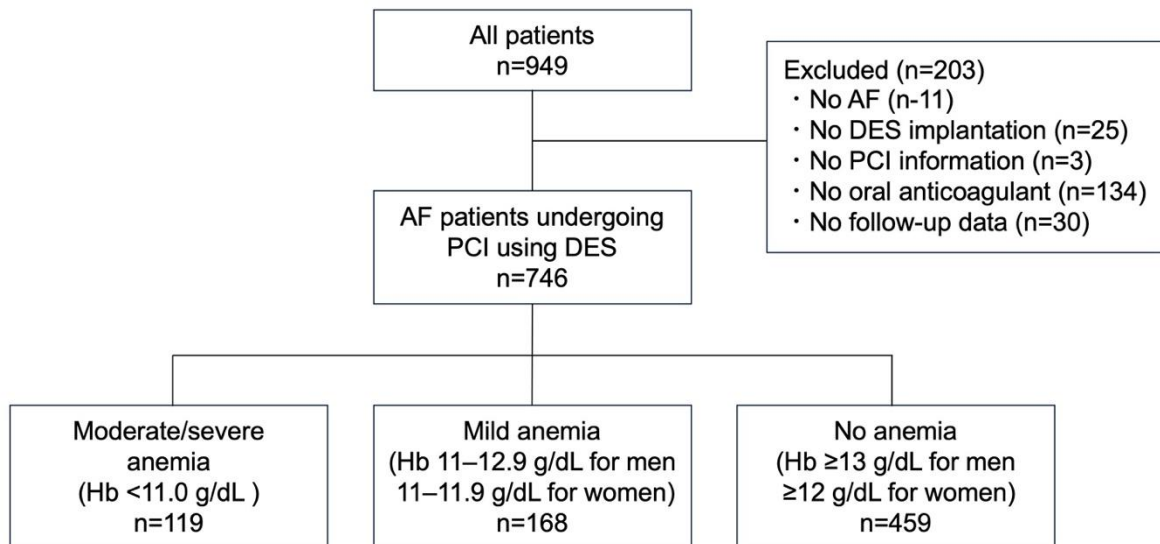 All patients
n=949
Excluded (n=203)
・No AF (n-11)
・No DES implantation (n=25)
・No PCI information (n=3)
・No oral anticoagulant (n=134)
・No follow-up data (n=30)
AF patients undergoing
PCI using DES
n=746
Moderate/severe
anemia
(Hb <11.0 g/dL )
n=119
Mild anemia
(Hb 11–12.9 g/dL for men
11–11.9 g/dL for women)
n=168
No anemia
(Hb ≥13 g/dL for men
≥12 g/dL for women)
n=459